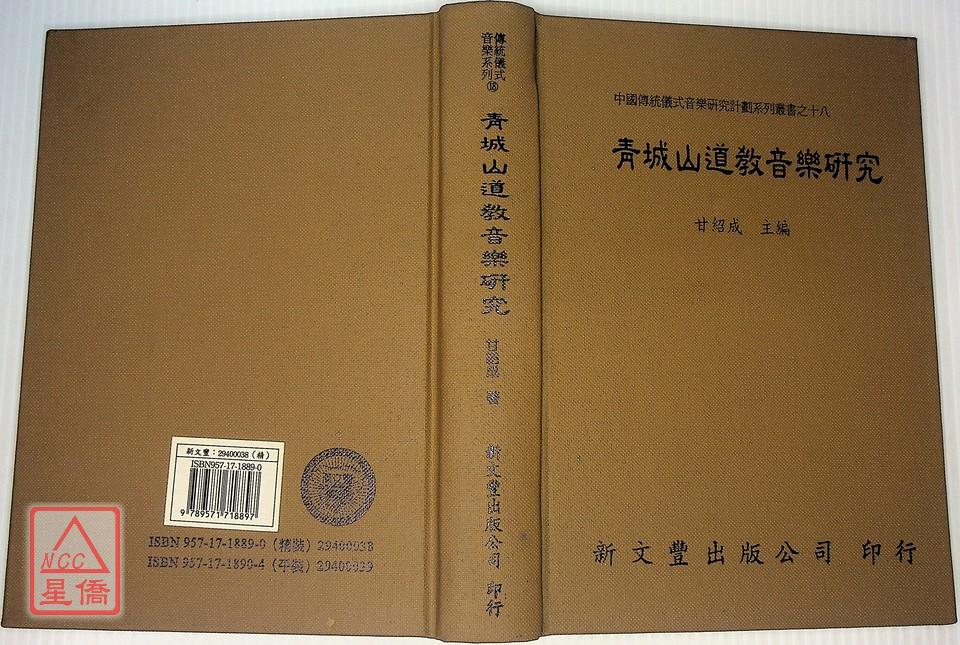 中國傳統儀式音樂研究計劃系列叢書之十八
青城山道教音樂研究
甘紹成 主編
新文豐出版公司 印行
傳統儀式
音樂系列⑱
青城山道教音樂研究
甘紹成 著
新文豐出版公司 印行
新文豐:29400038(精)
ISBN957-17-1889-0
9 789571 718897
ISBN 957-17-1889-0(精裝)29400038
ISBN 957-17-1890-4(平裝)29400039
NCC
星僑